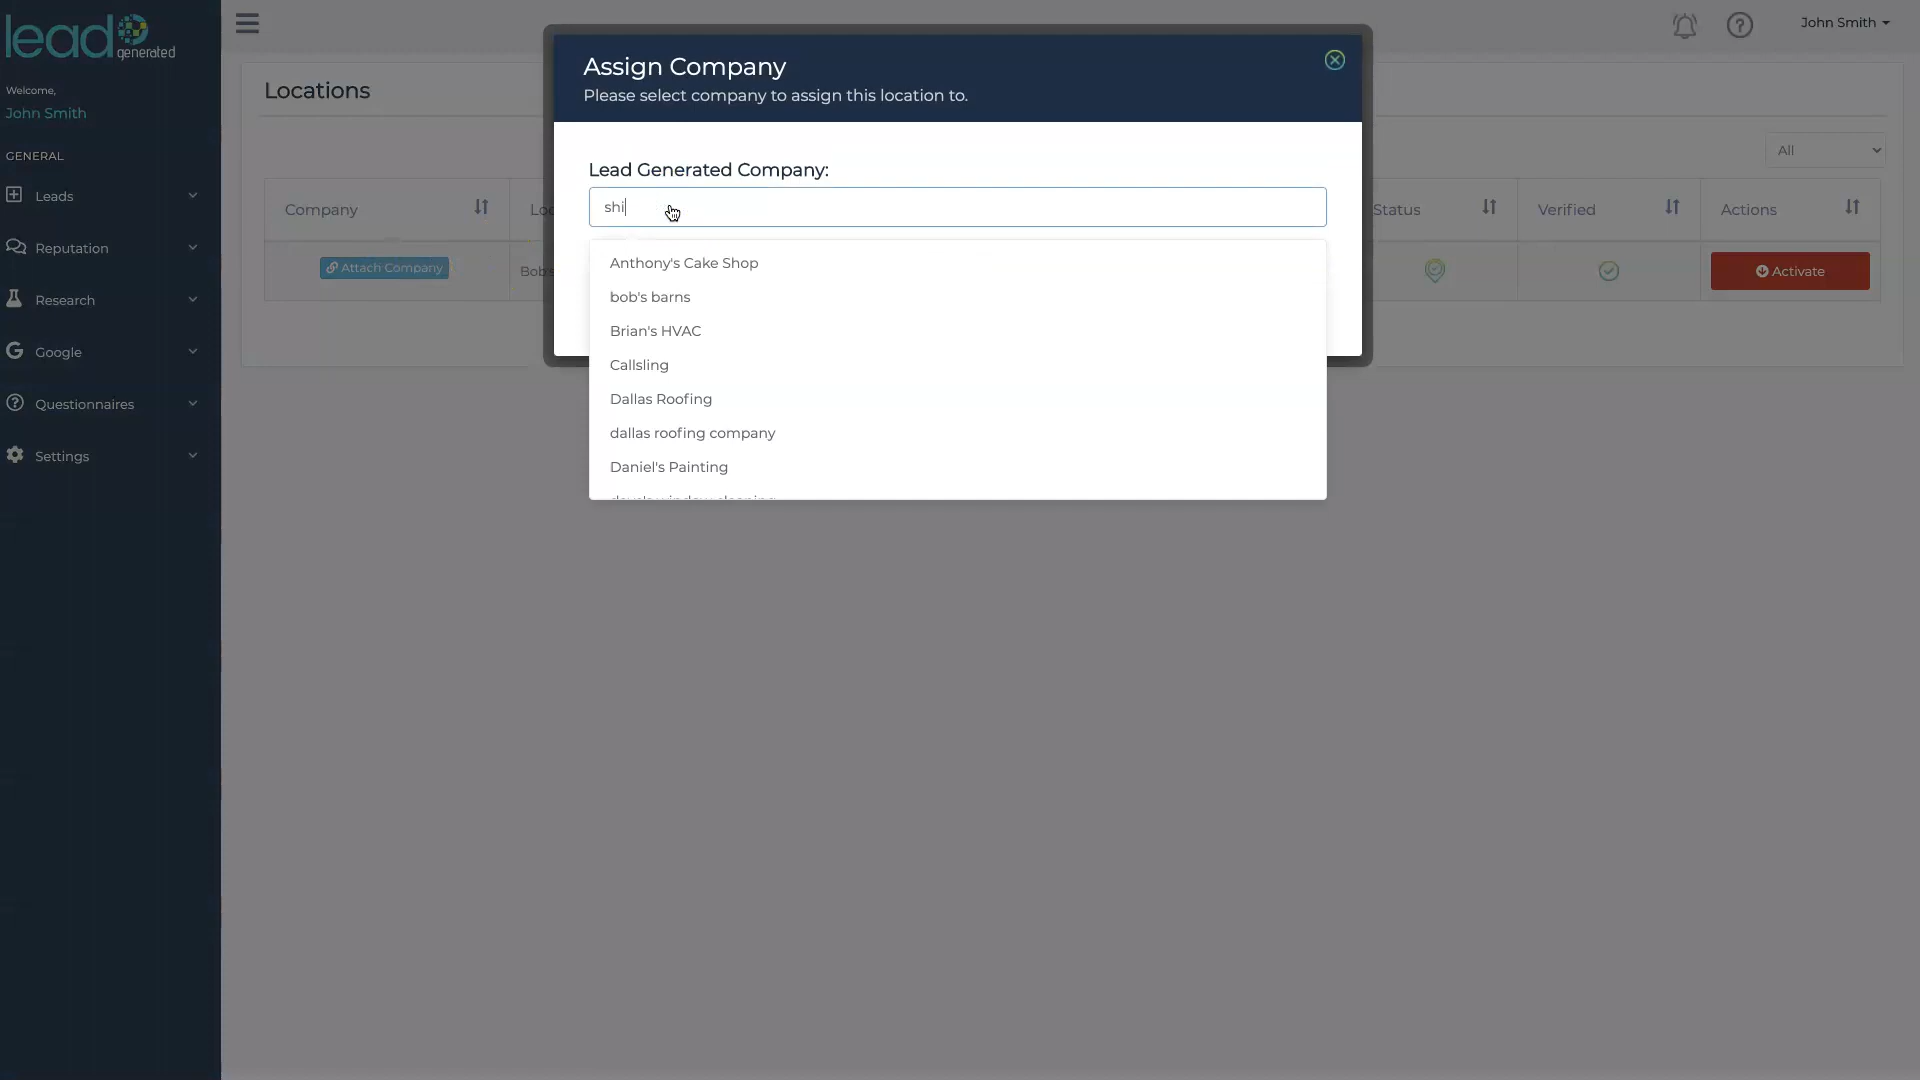 lead
generated
Welcome,
John Smith
GENERAL
Leads
Reputation
Research
Google
Questionnaires
Settings
John Smith
Locations
All
Company
Status
Verified
Actions
Attach Company
Bob's
Activate
Assign Company
Please select company to assign this location to.
Lead Generated Company:
shi
Anthony's Cake Shop
bob's barns
Brian's HVAC
Callsling
Dallas Roofing
dallas roofing company
Daniel's Painting